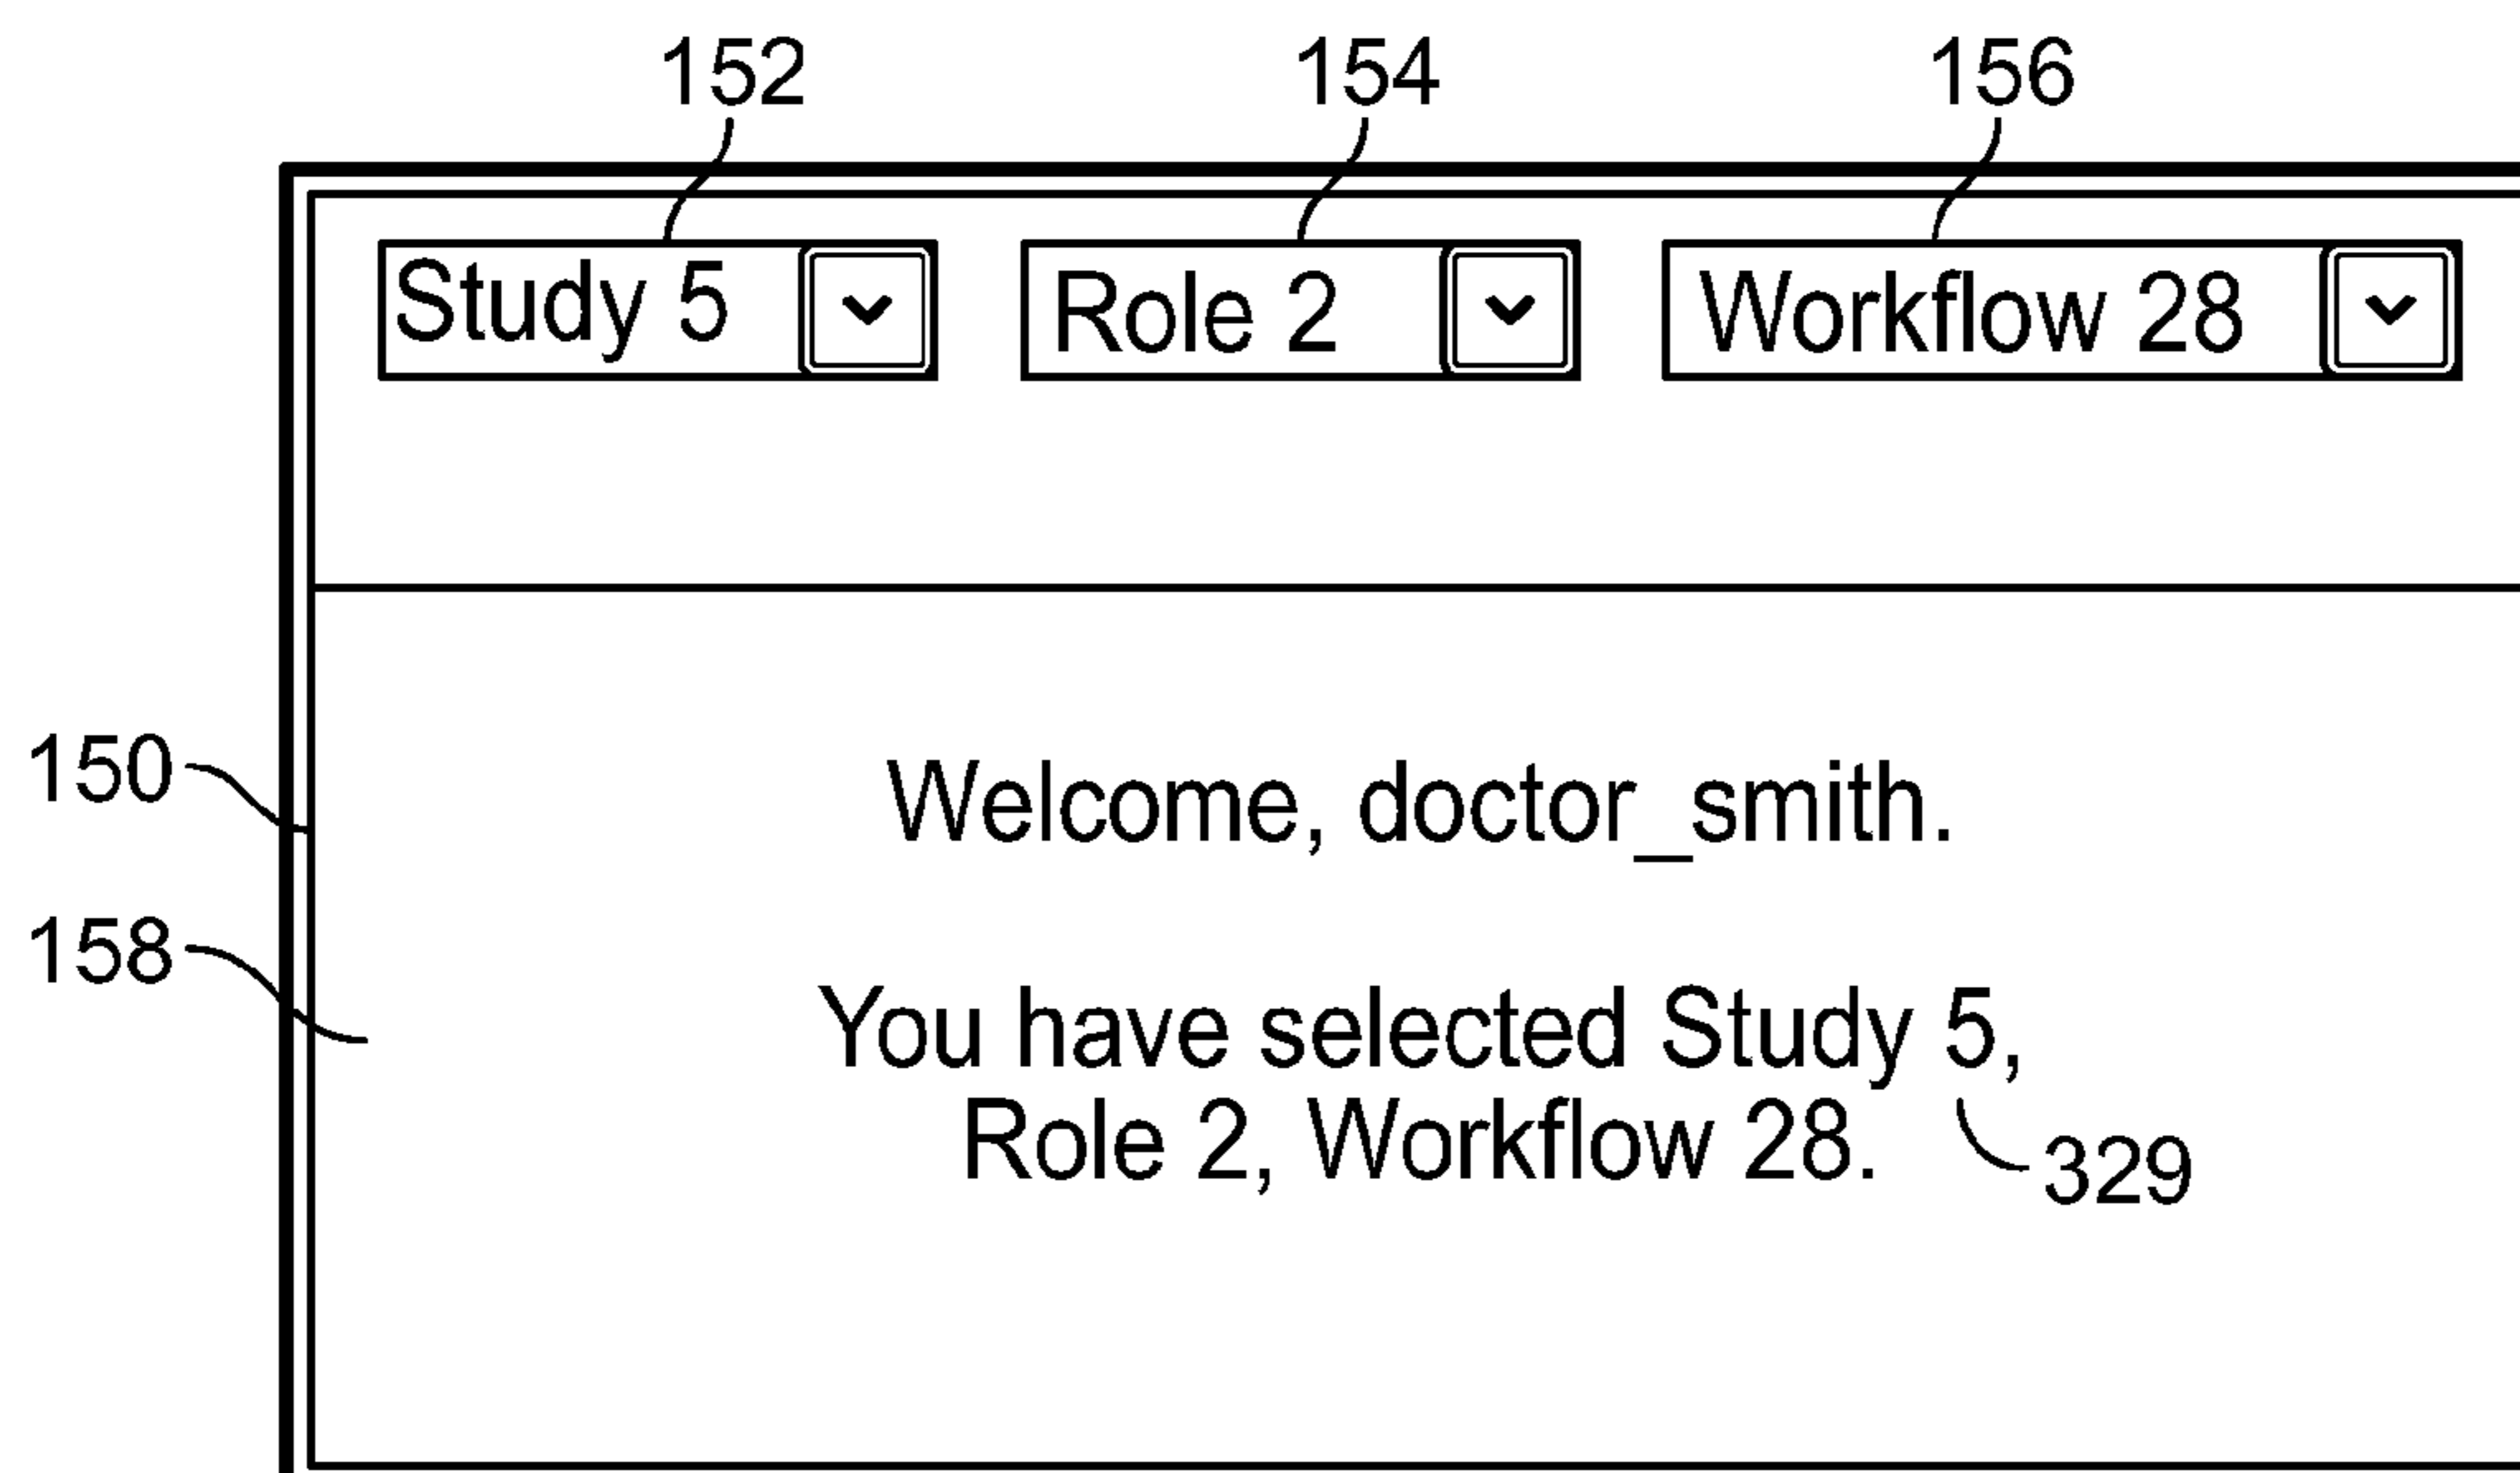 152 154 156
Study 5 Role 2 Workflow 28
150
Welcome, doctor_smith.
158
You have selected Study 5,
Role 2, Workflow 28.
329